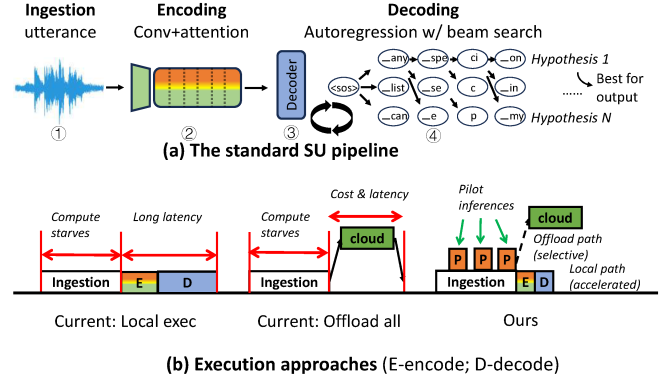 Ingestion
utterance
Encoding
Conv+attention
Decoding
Autoregression w/ beam search
Decoder
<sos>
_any
_spe
ci
_on
_list
_se
c
_in
_can
_e
p
_my
Hypothesis 1
......
Best for
output
Hypothesis N
①
②
③
④
(a) The standard SU pipeline
Compute
starves
Long latency
Ingestion
E
D
Current: Local exec
Compute
starves
Cost & latency
cloud
Ingestion
Current: Offload all
Pilot
inferences
P
P
P
cloud
Offload path
(selective)
Local path
(accelerated)
Ingestion
E
D
Ours
(b) Execution approaches (E-encode; D-decode)